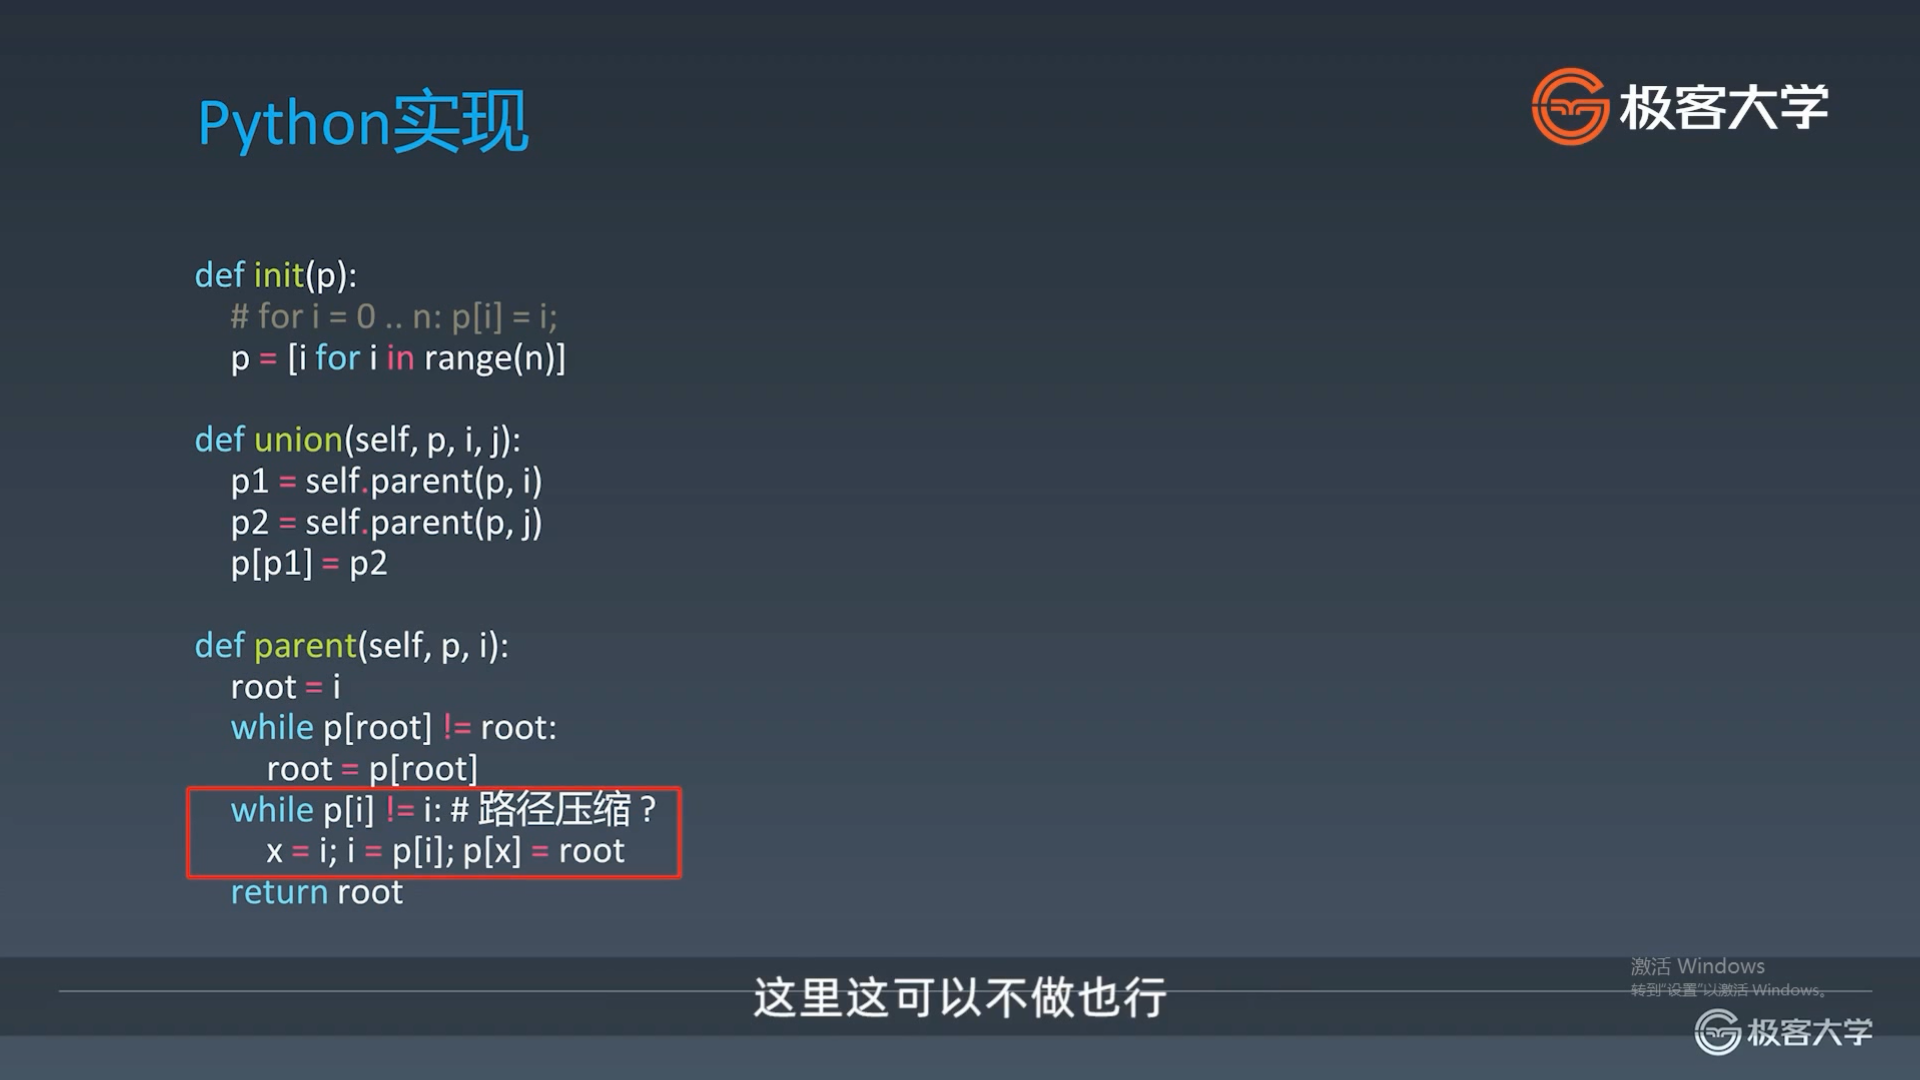 Python实现
极客大学
def init(p):
# for i = 0 .. n: p[i] = i;
p = [i for i in range(n)]
def union(self, p, i, j):
p1 = self.parent(p, i)
p2 = self.parent(p, j)
p[p1] = p2
def parent(self, p, i):
root = i
while p[root] != root:
root = p[root]
while p[i] != i: # 路径压缩 ?
x = i; i = p[i]; p[x] = root
return root
激活 Windows
转到"设置"以激活 Windows。
这里这可以不做也行
极客大学